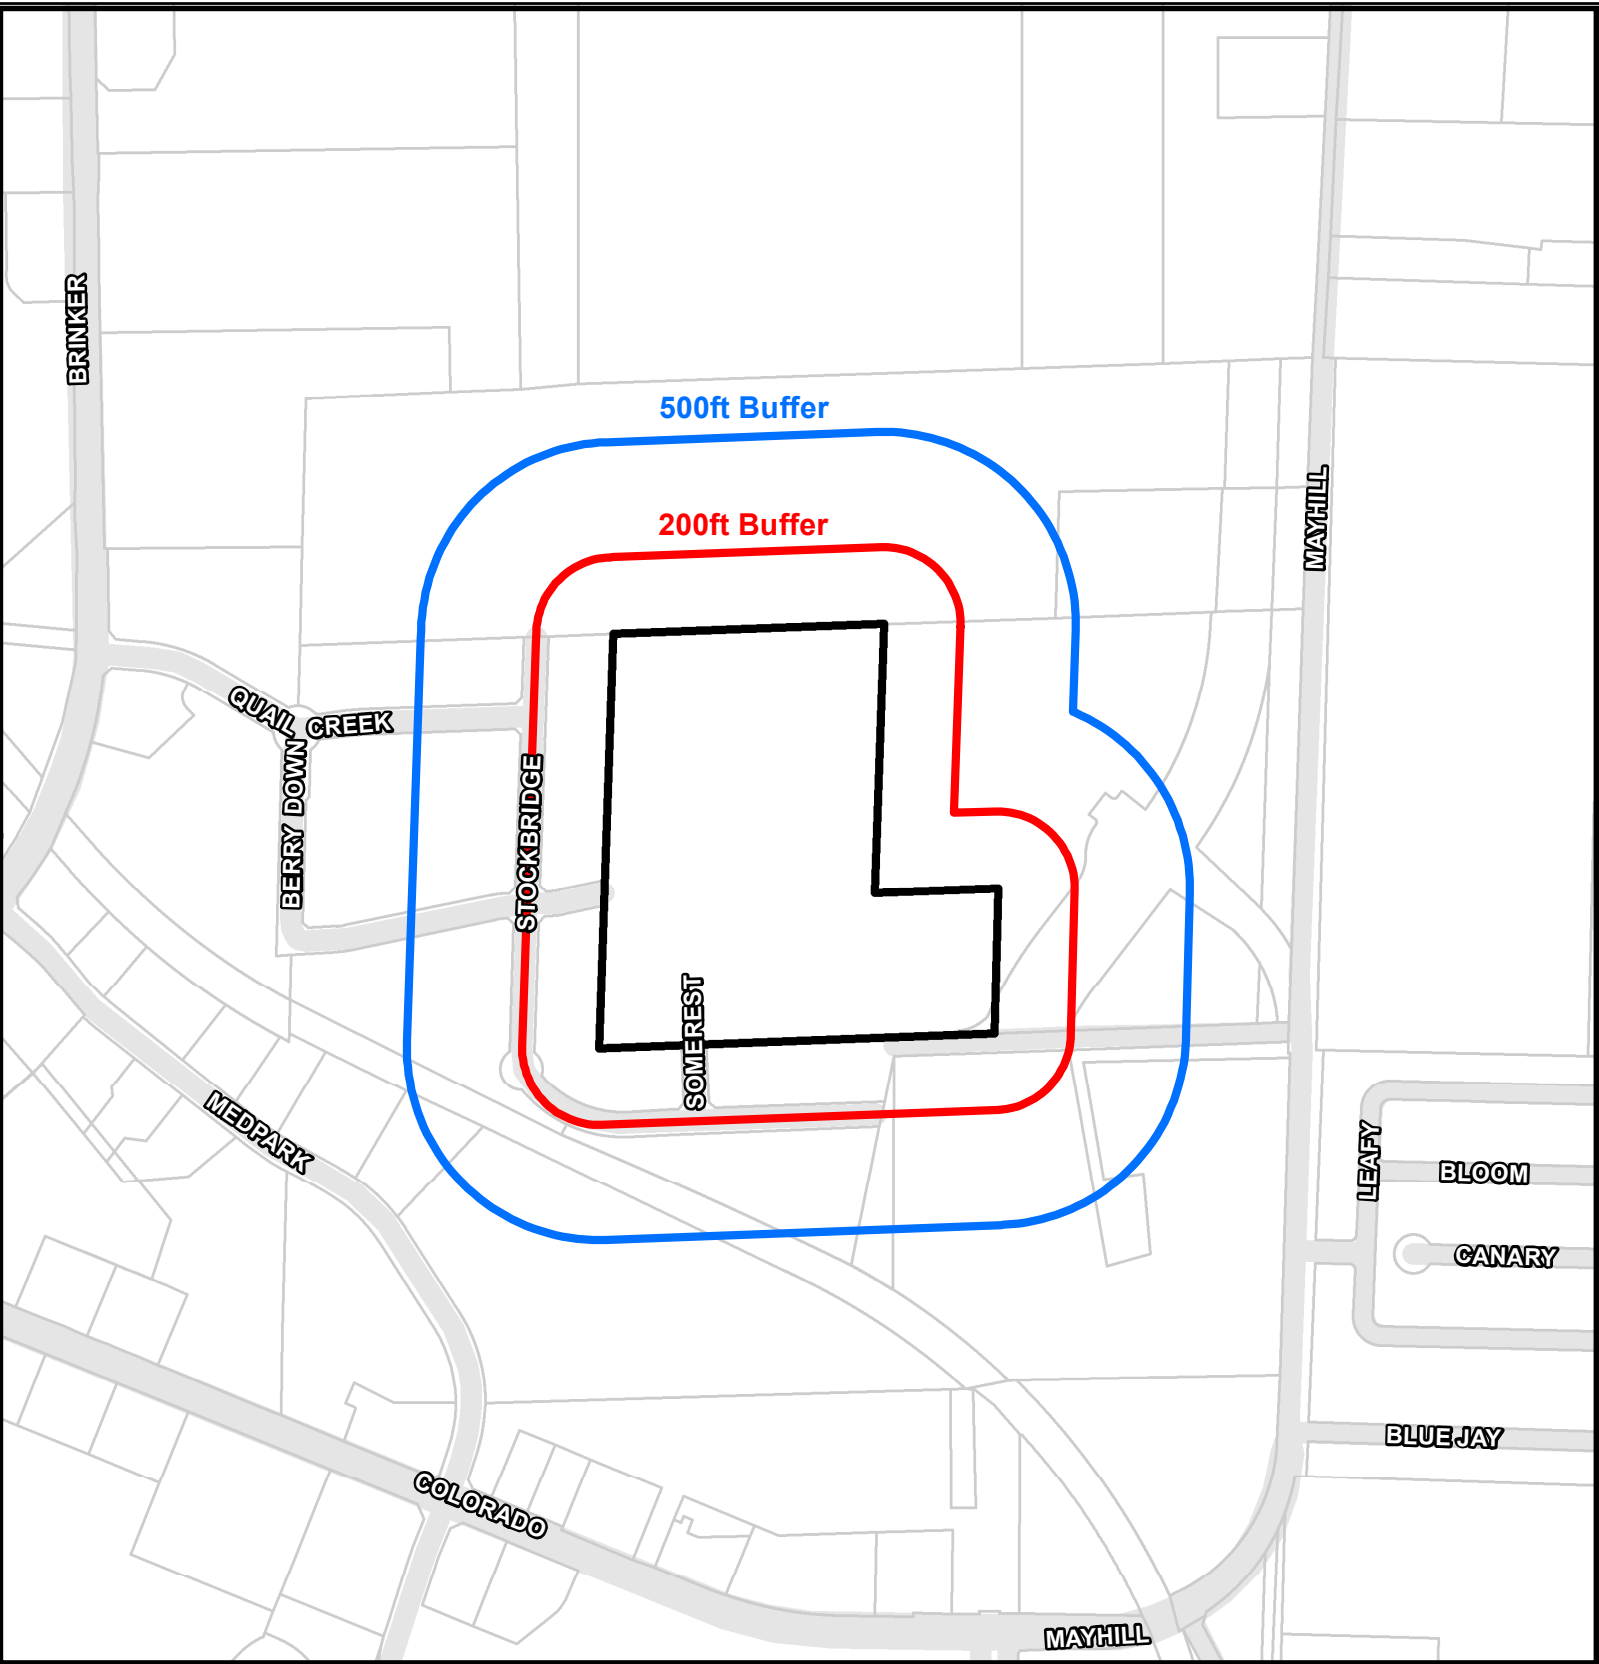 BRINKER
500ft Buffer
200ft Buffer
MAYHILL
QUAIL CREEK
BERRY DOWN
STOCKBRIDGE
SOMEREST
MEDPARK
LEAFY
BLOOM
CANARY
BLUE JAY
COLORADO
MAYHILL